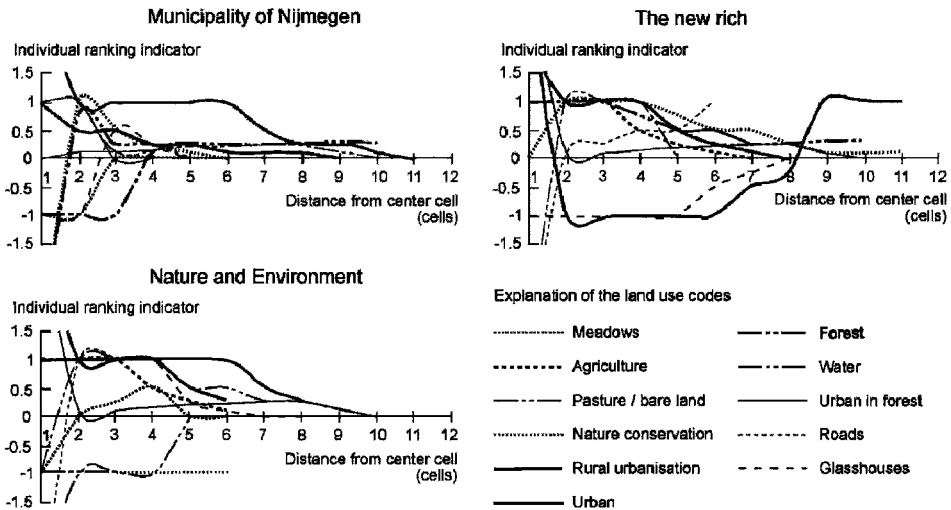 Municipality of Nijmegen
Individual ranking indicator
1.5
1
0.5
0
-0.5
-1
-1.5
1 2 3 4 5 6 7 8 9 10 11 12
Distance from center cell
(cells)
The new rich
Individual ranking indicator
1.5
1
0.5
0
-0.5
-1
-1.5
1 2 3 4 5 6 7 8 9 10 11 12
Distance from center cell
(cells)
Nature and Environment
Individual ranking indicator
1.5
1
0.5
0
-0.5
-1
-1.5
1 2 3 4 5 6 7 8 9 10 11 12
Distance from center cell
(cells)
Explanation of the land use codes
Meadows
Agriculture
Pasture / bare land
Nature conservation
Rural urbanisation
Urban
Forest
Water
Urban in forest
Roads
Glasshouses